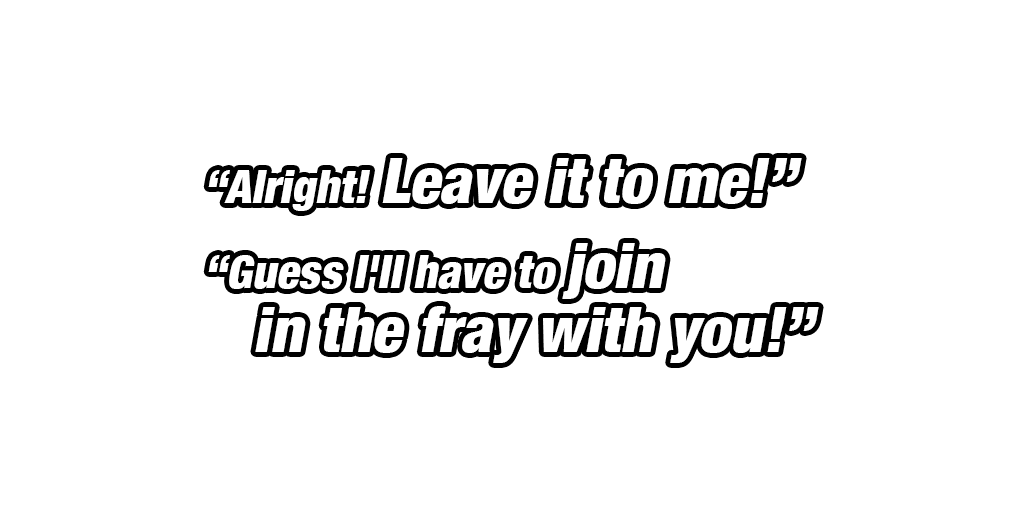 “Alright! Leave it to me!”
“Guess I'll have to join
in the fray with you!”